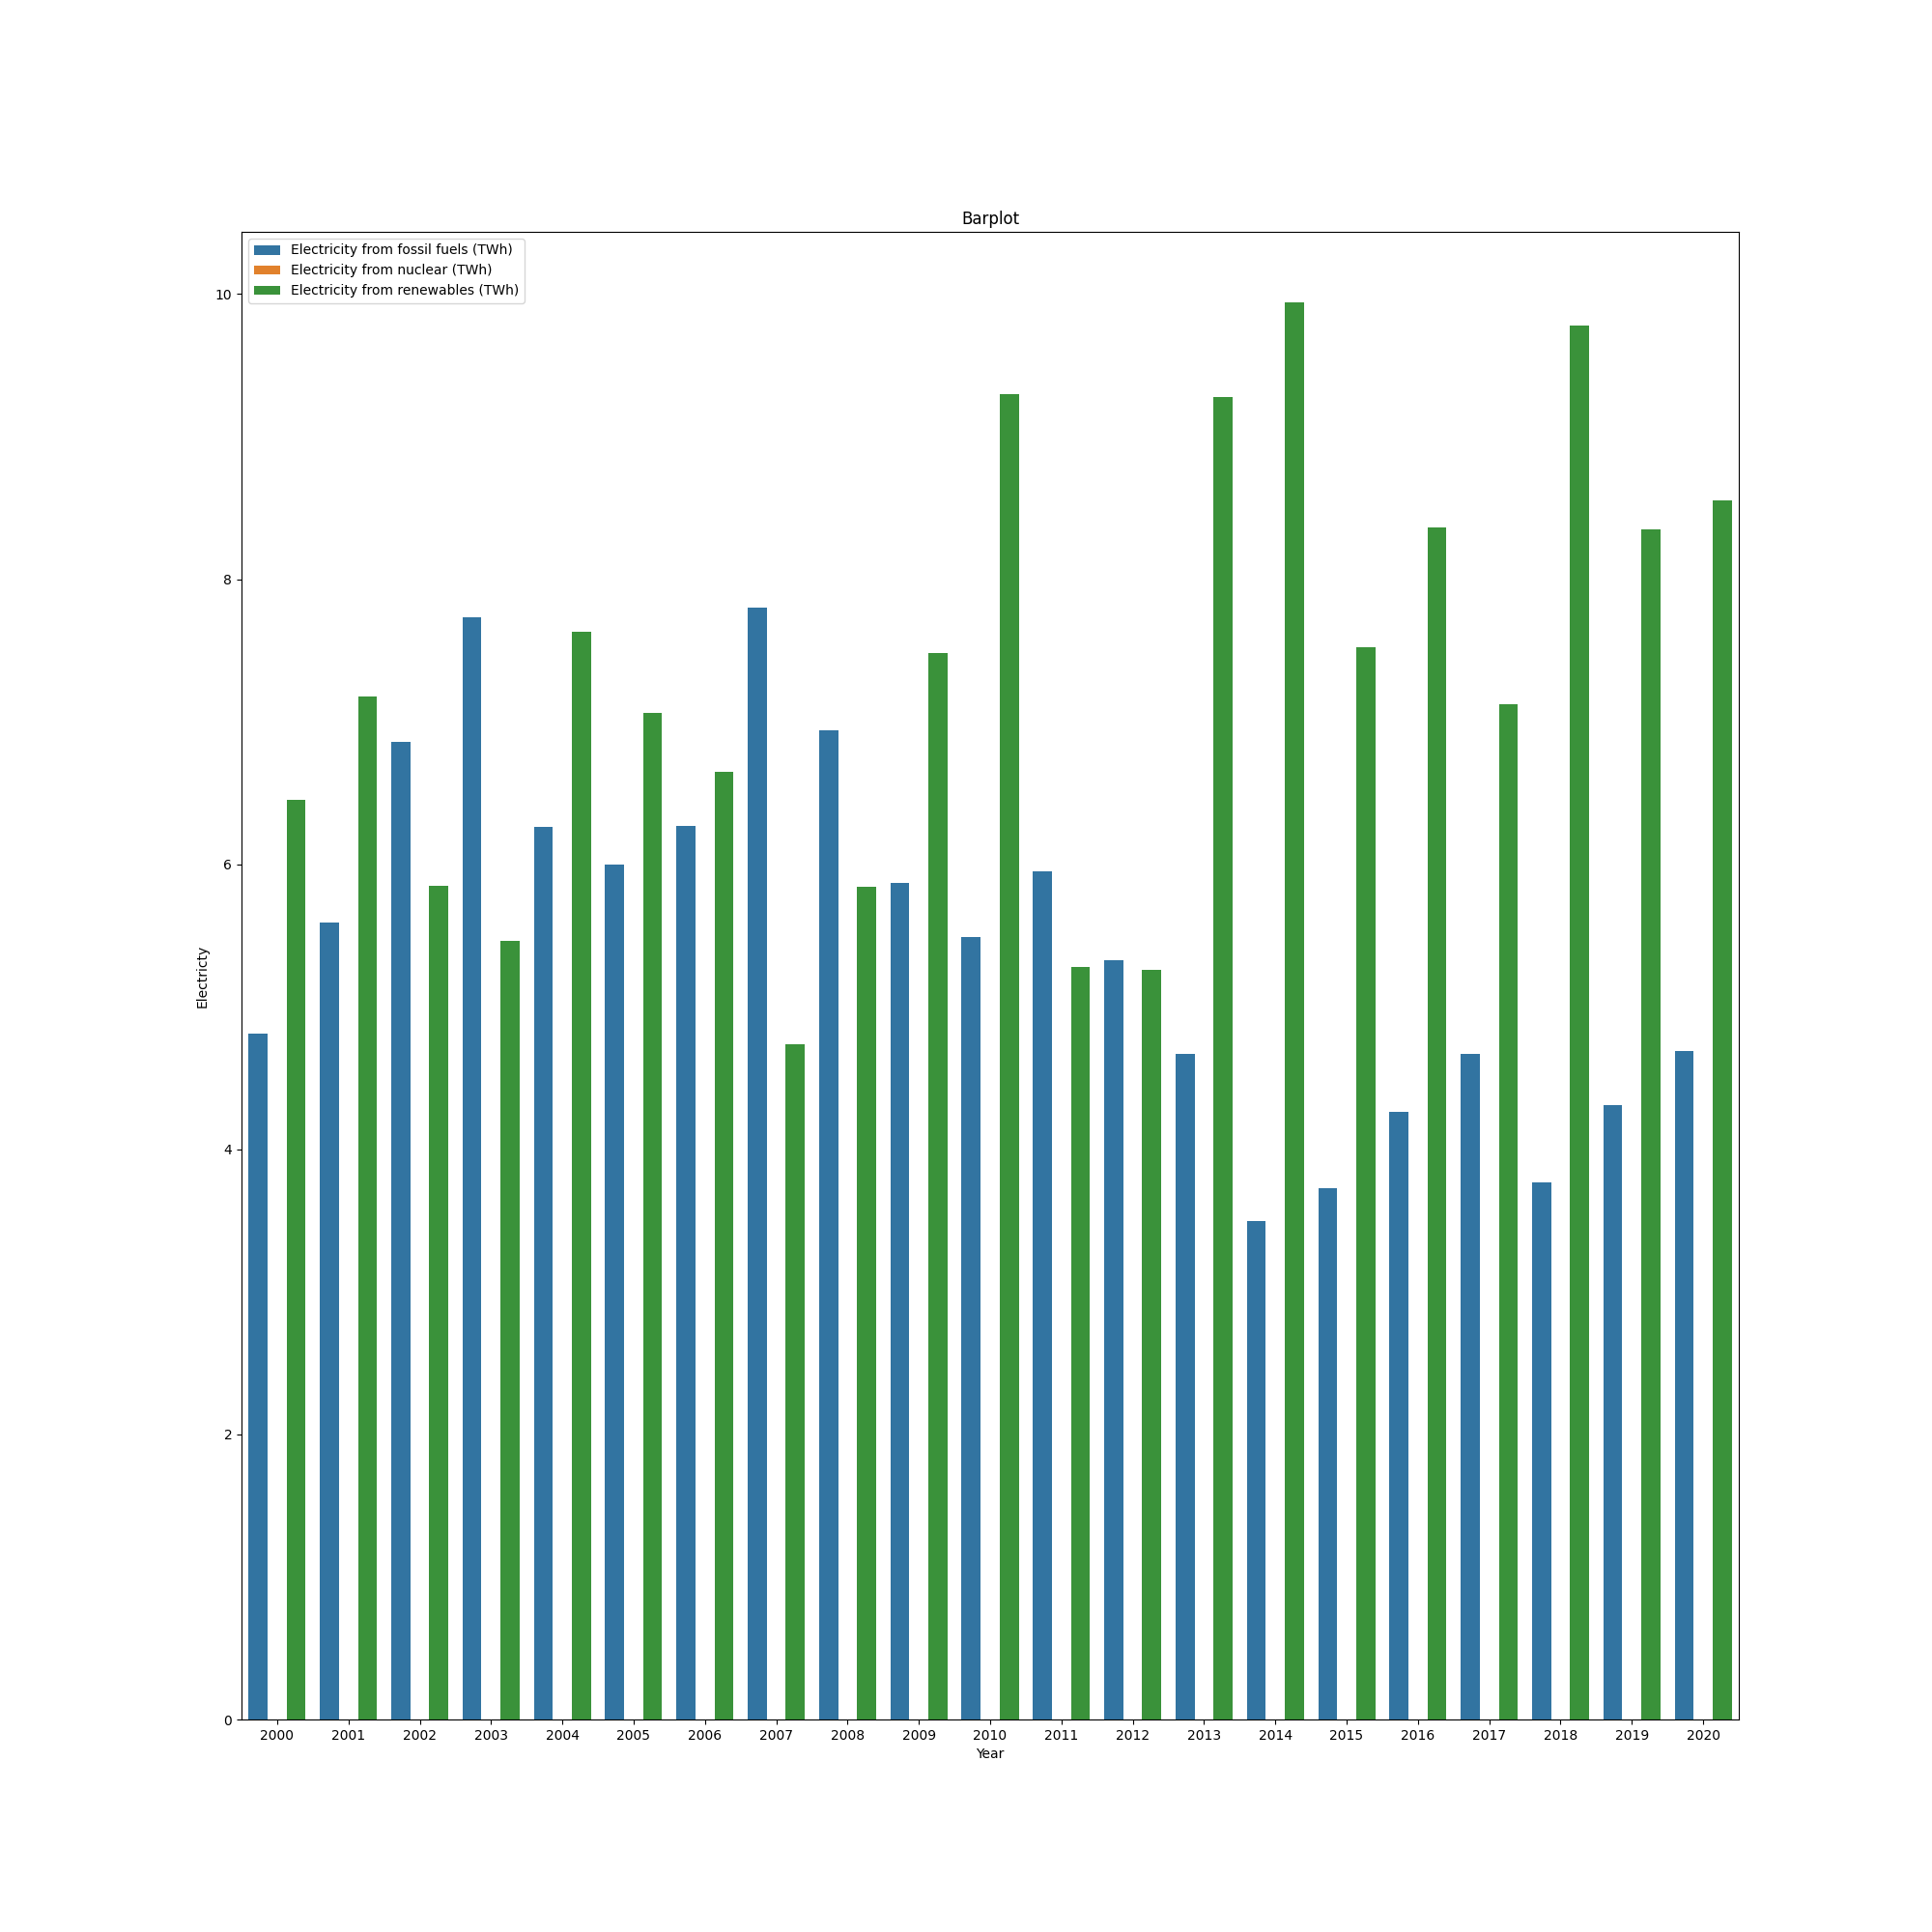 Barplot
Electricity from fossil fuels (TWh)
Electricity from nuclear (TWh)
Electricity from renewables (TWh)
10
8
6
4
2
0
Electricty
2000 2001 2002 2003 2004 2005 2006 2007 2008 2009 2010 2011 2012 2013 2014 2015 2016 2017 2018 2019 2020
Year